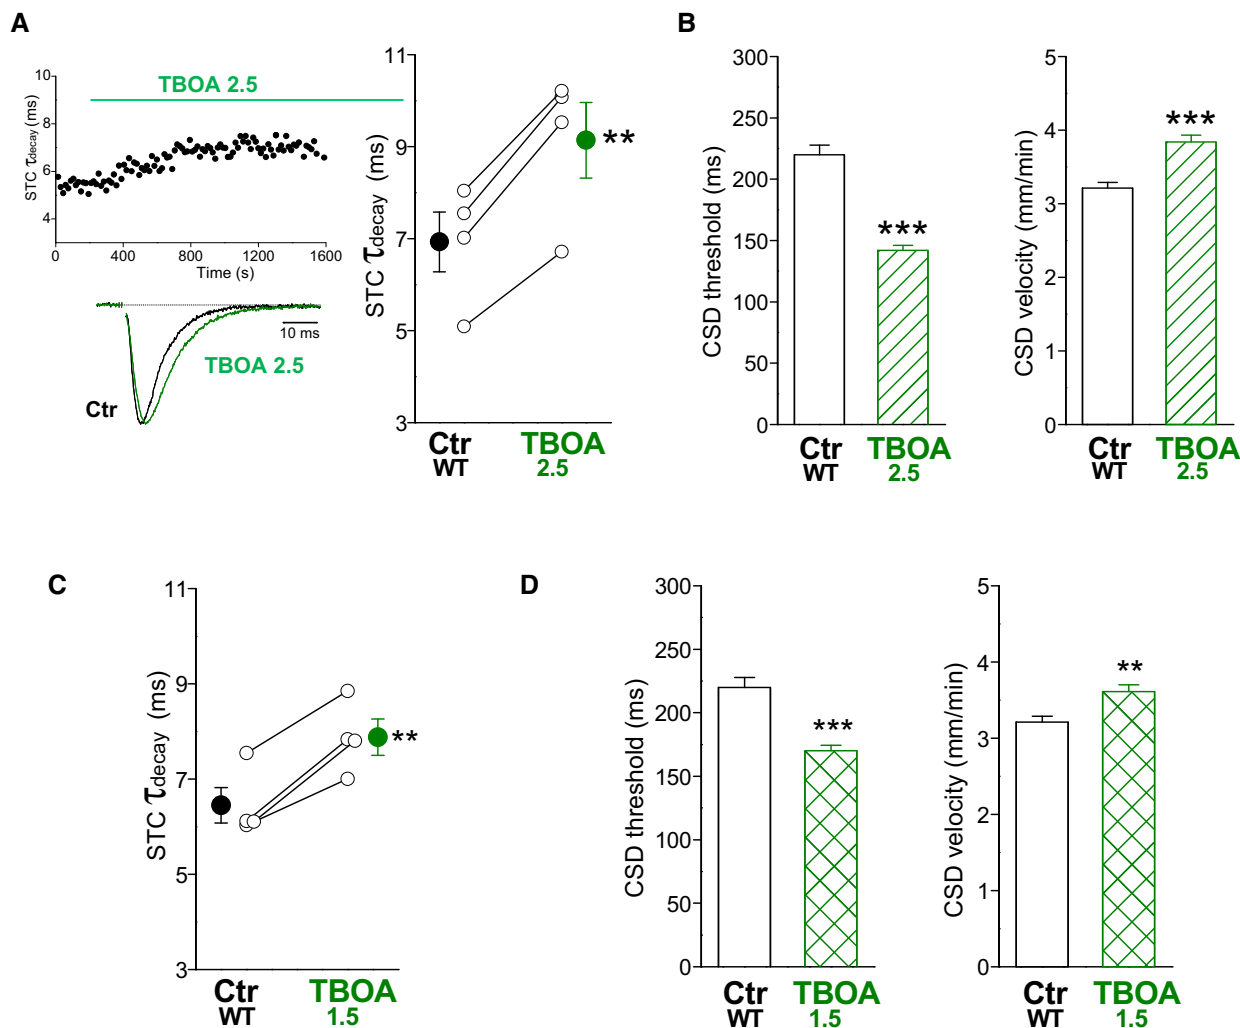 A
STC τdecay (ms)
10
8
6
4
0
400
800
1200
1600
Time (s)
TBOA 2.5
10 ms
TBOA 2.5
Ctr
STC τdecay (ms)
11
9
7
5
3
**
Ctr
WT
TBOA
2.5
B
CSD threshold (ms)
300
250
200
150
100
50
0
***
Ctr
WT
TBOA
2.5
CSD velocity (mm/min)
5
4
3
2
1
0
***
Ctr
WT
TBOA
2.5
C
STC τdecay (ms)
11
9
7
5
3
**
Ctr
WT
TBOA
1.5
D
CSD threshold (ms)
300
250
200
150
100
50
0
***
Ctr
WT
TBOA
1.5
CSD velocity (mm/min)
5
4
3
2
1
0
**
Ctr
WT
TBOA
1.5